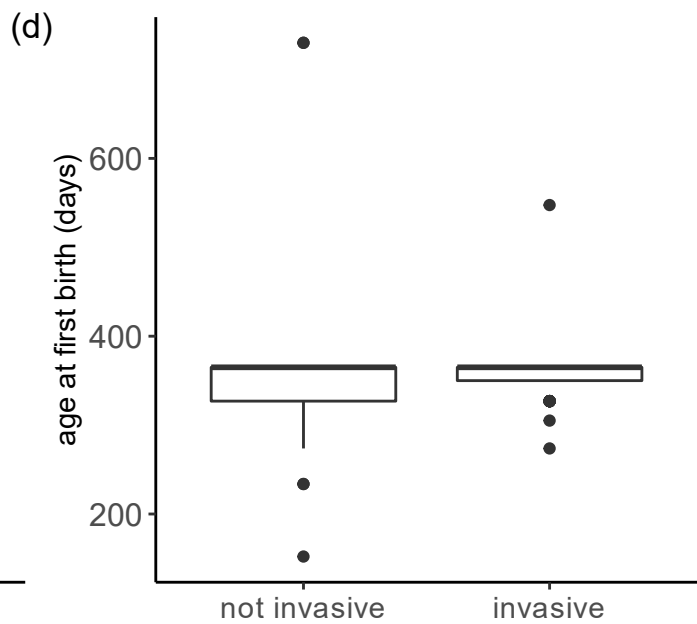 (d)
age at first birth (days)
600
400
200
not invasive
invasive